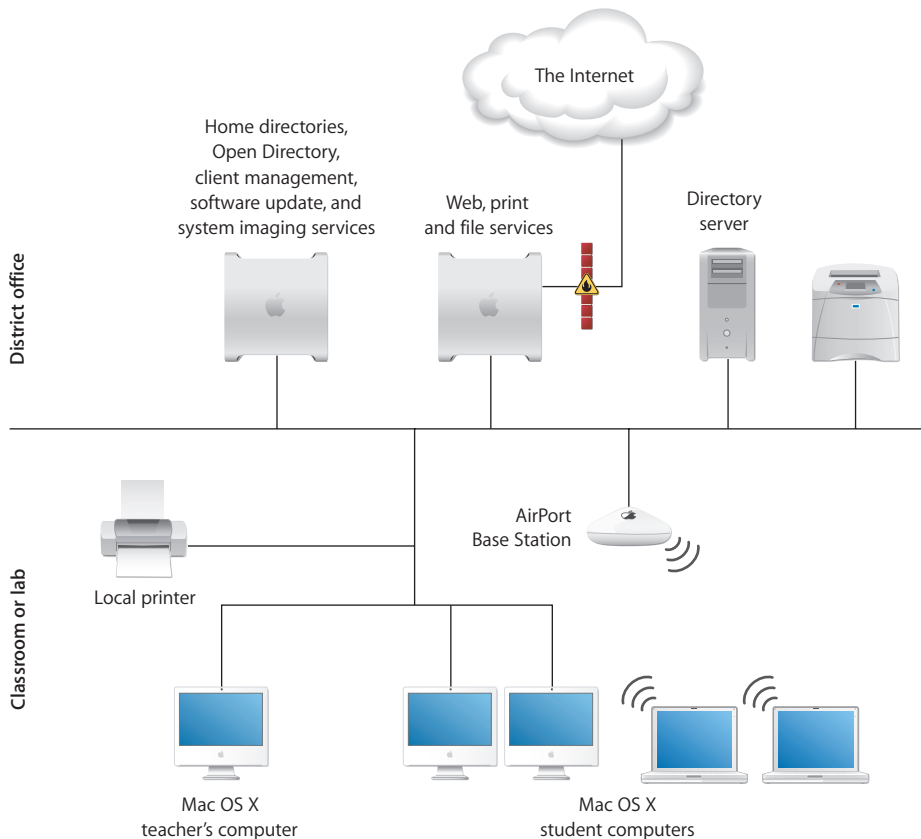 The Internet
Home directories,
Open Directory,
client management,
software update, and
system imaging services
Web, print
and file services
Directory
server
District office
AirPort
Base Station
Local printer
Classroom or lab
Mac OS X
teacher's computer
Mac OS X
student computers